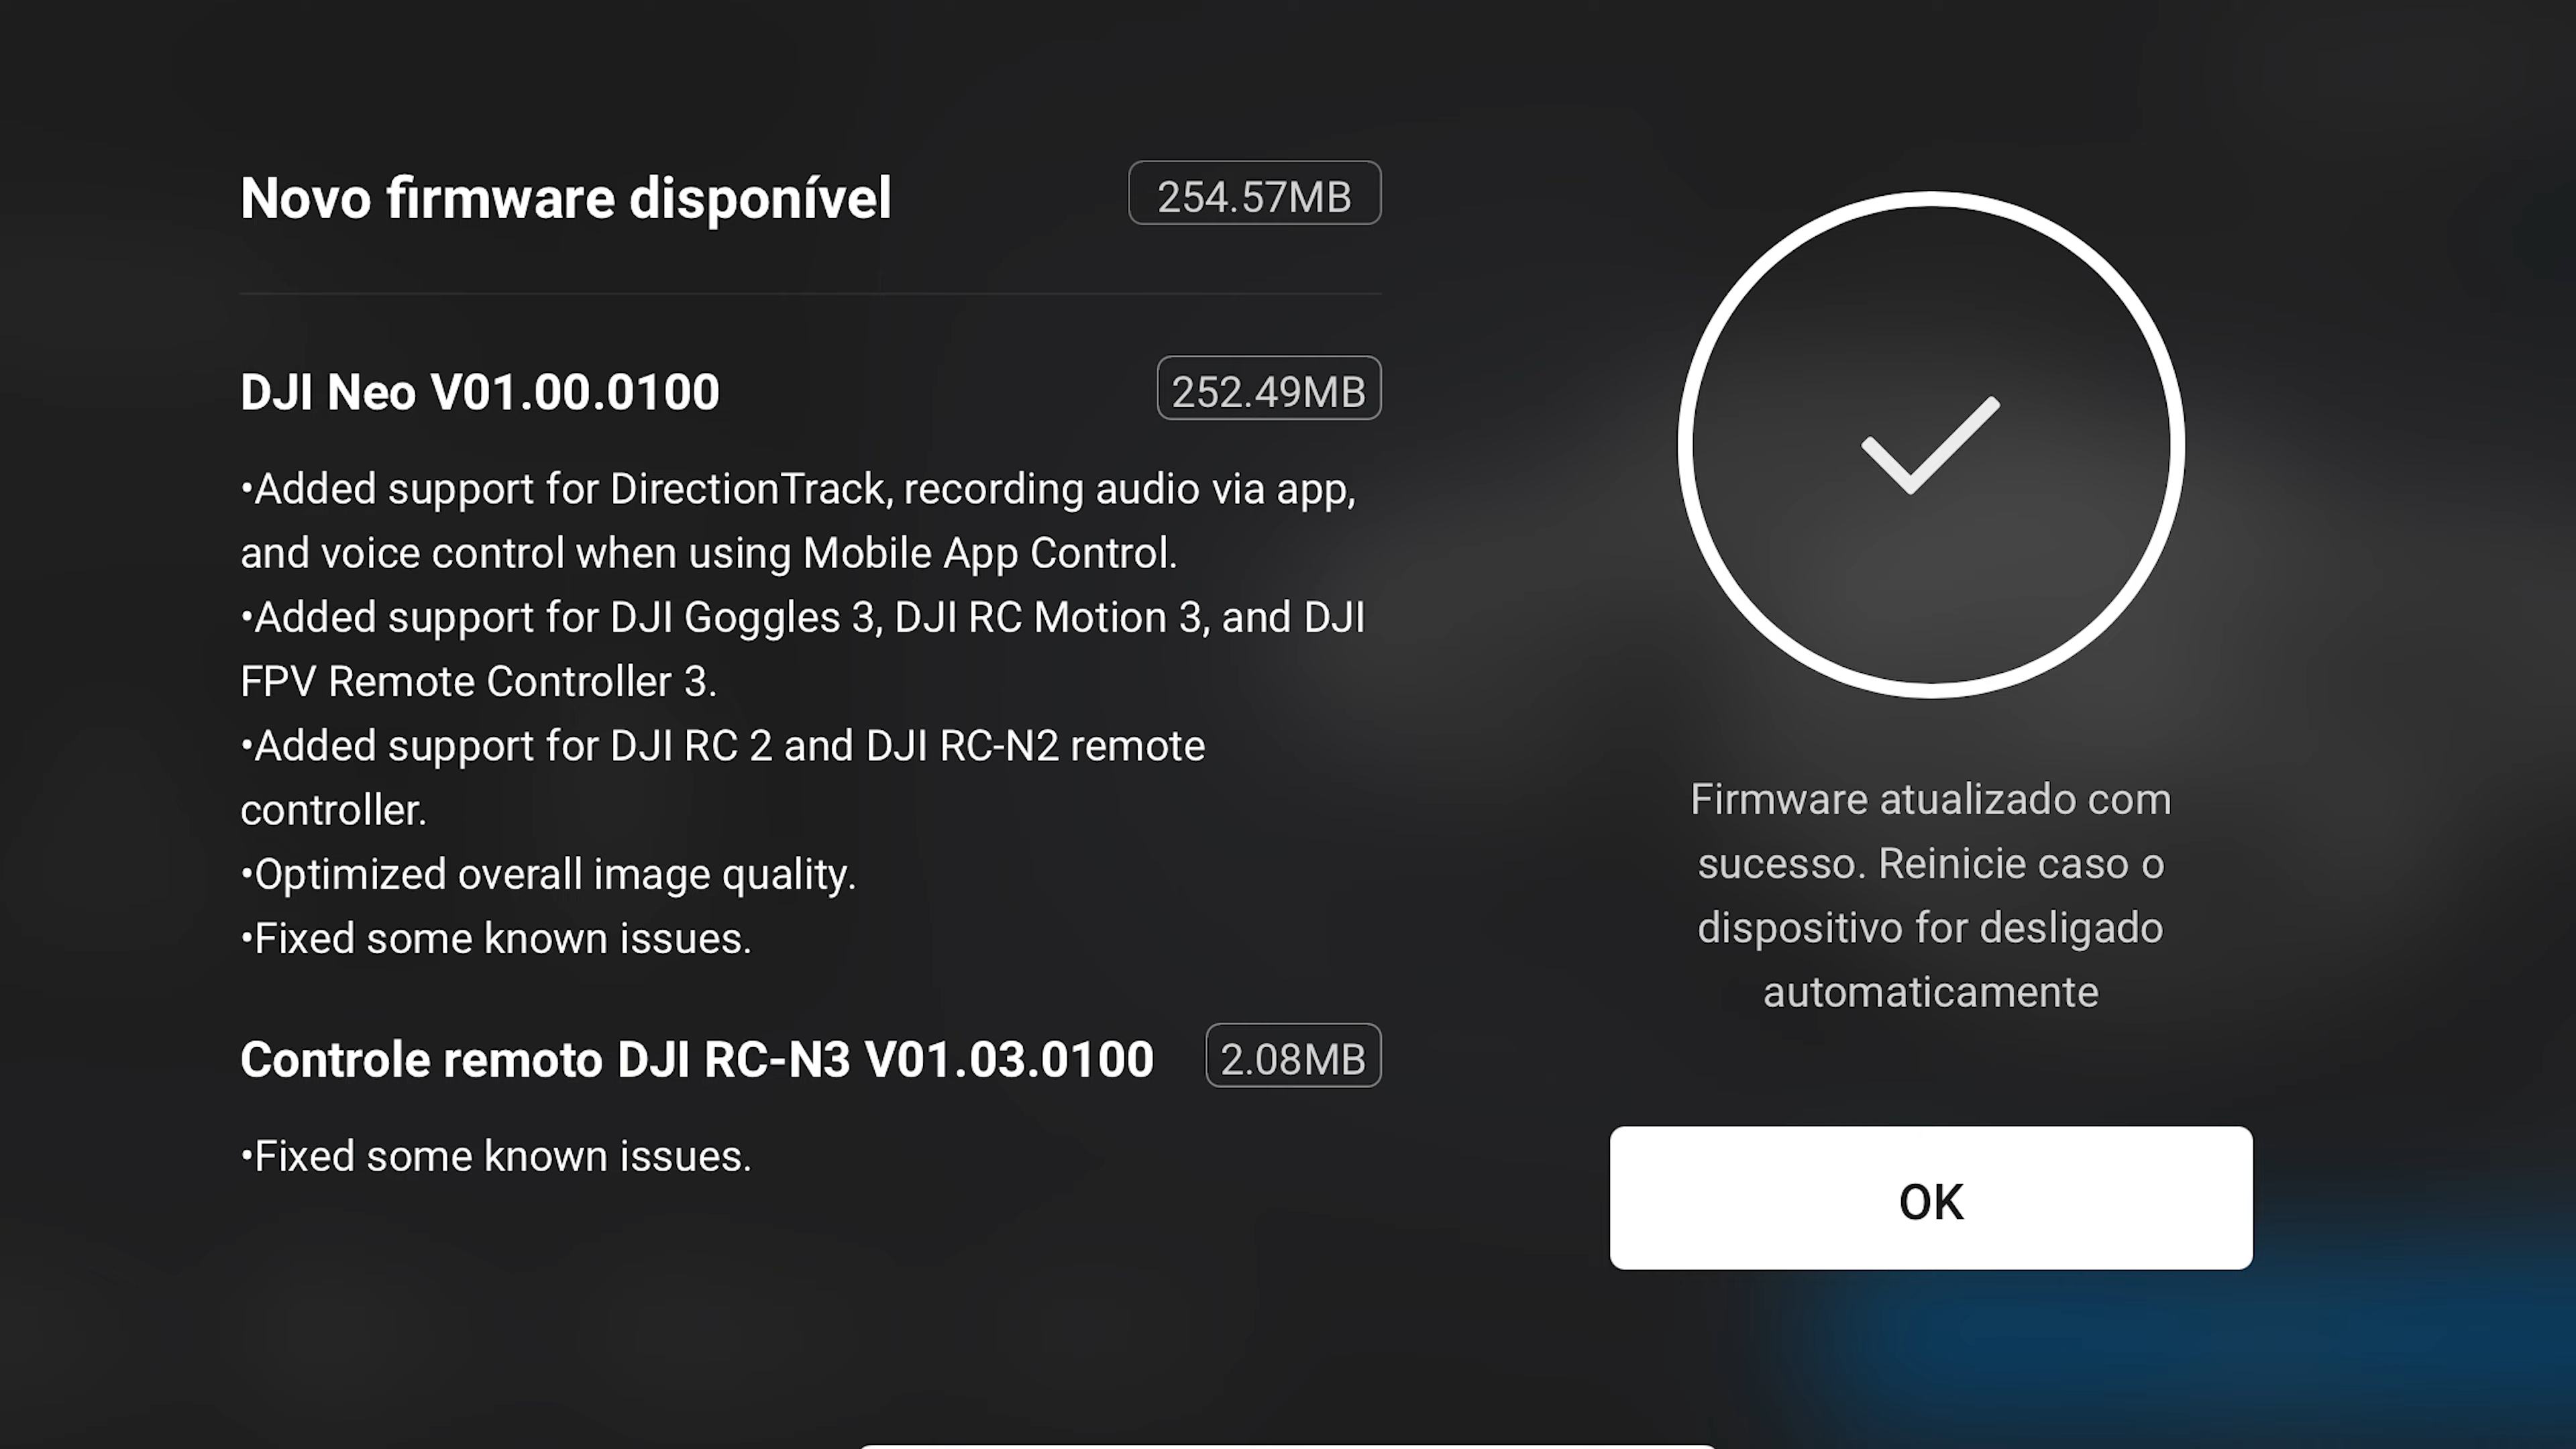 Novo firmware disponível
254.57MB
DJI Neo V01.00.0100
252.49MB
•Added support for DirectionTrack, recording audio via app,
and voice control when using Mobile App Control.
•Added support for DJI Goggles 3, DJI RC Motion 3, and DJI
FPV Remote Controller 3.
•Added support for DJI RC 2 and DJI RC-N2 remote
controller.
•Optimized overall image quality.
•Fixed some known issues.
Controle remoto DJI RC-N3 V01.03.0100
2.08MB
•Fixed some known issues.
Firmware atualizado com
sucesso. Reinicie caso o
dispositivo for desligado
automaticamente
OK